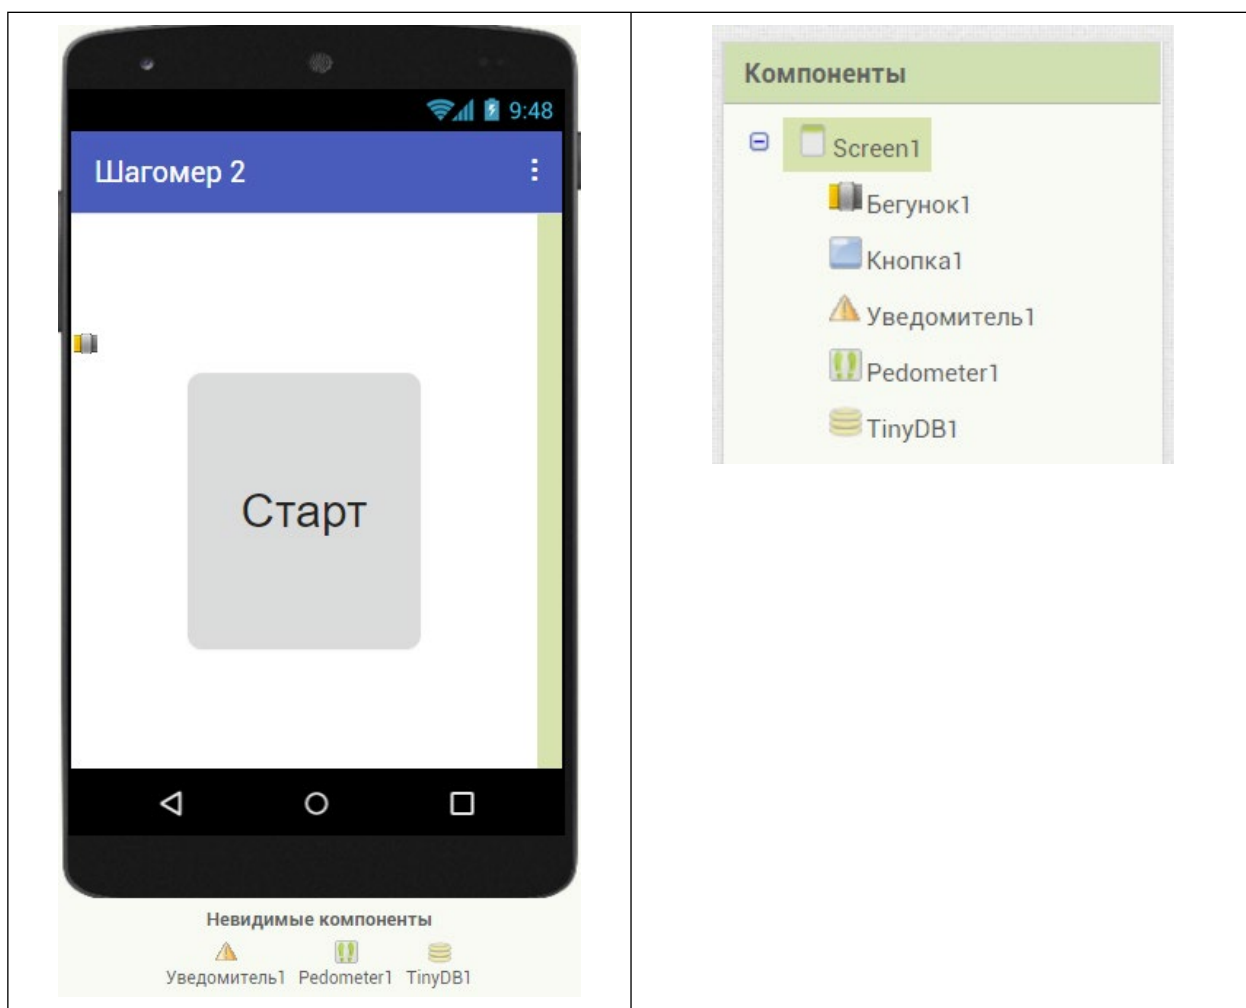 9:48
Шагомер 2
Старт
Невидимые компоненты
Уведомитель1 Pedometer1 TinyDB1
Компоненты
Screen1
Бегунок1
Кнопка1
Уведомитель1
Pedometer1
TinyDB1